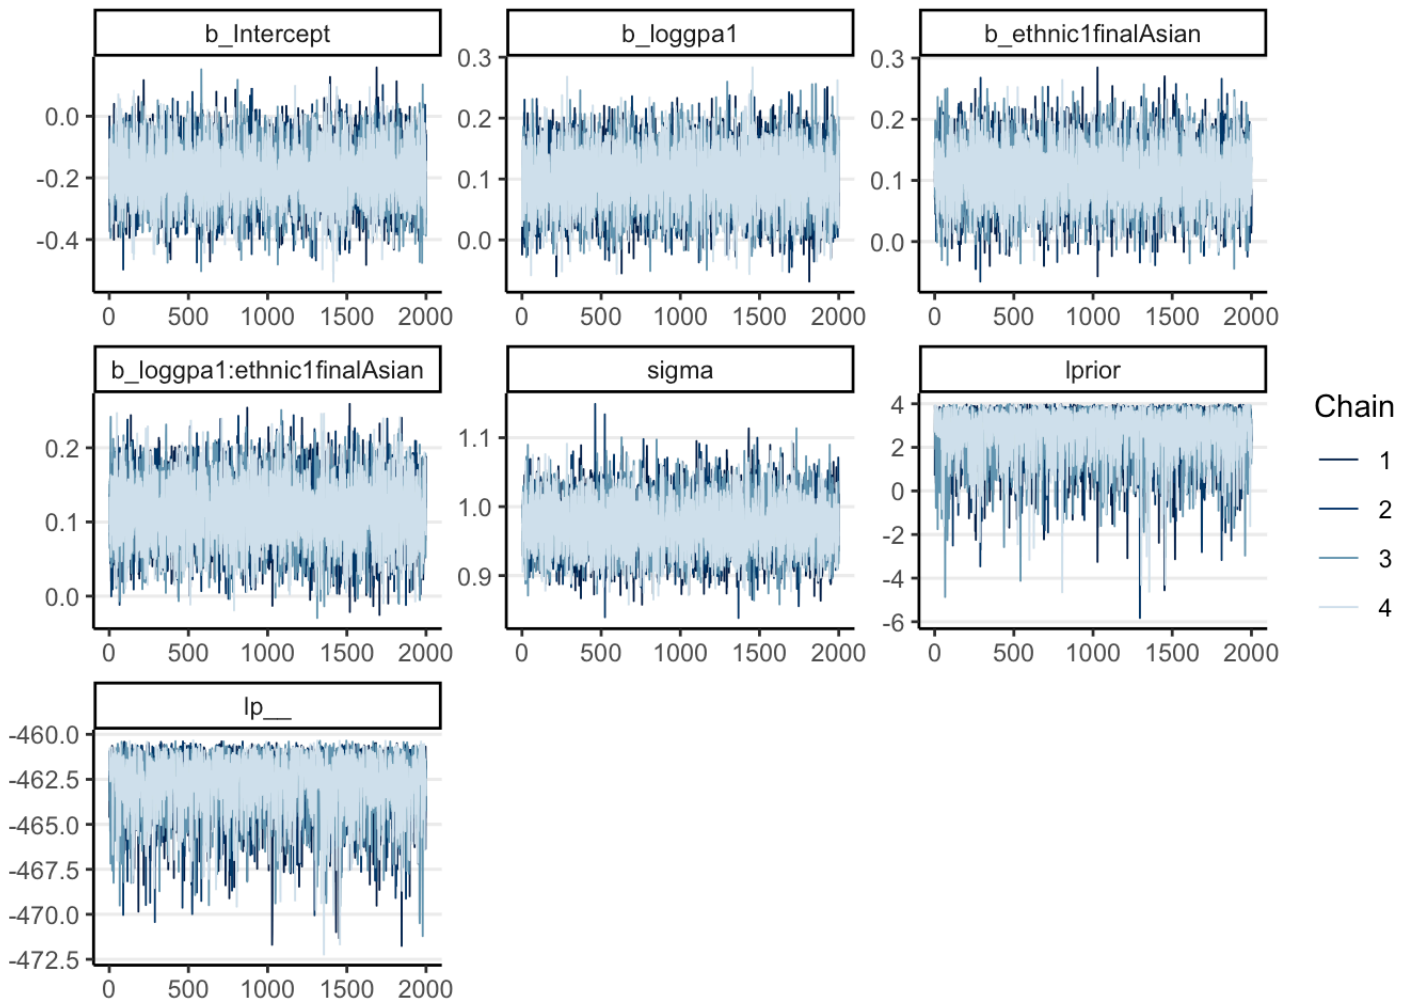 b_Intercept
b_loggpa1
b_ethnic1finalAsian
0.0
-0.2
-0.4
0.3
0.2
0.1
0.0
0.3
0.2
0.1
0.0
0 500 1000 1500 2000
0 500 1000 1500 2000
0 500 1000 1500 2000
b_loggpa1:ethnic1finalAsian
sigma
lprior
0.2
0.1
0.0
1.1
1.0
0.9
4
2
0
-2
-4
-6
0 500 1000 1500 2000
0 500 1000 1500 2000
0 500 1000 1500 2000
lp__
-460.0
-462.5
-465.0
-467.5
-470.0
-472.5
0 500 1000 1500 2000
Chain
1
2
3
4